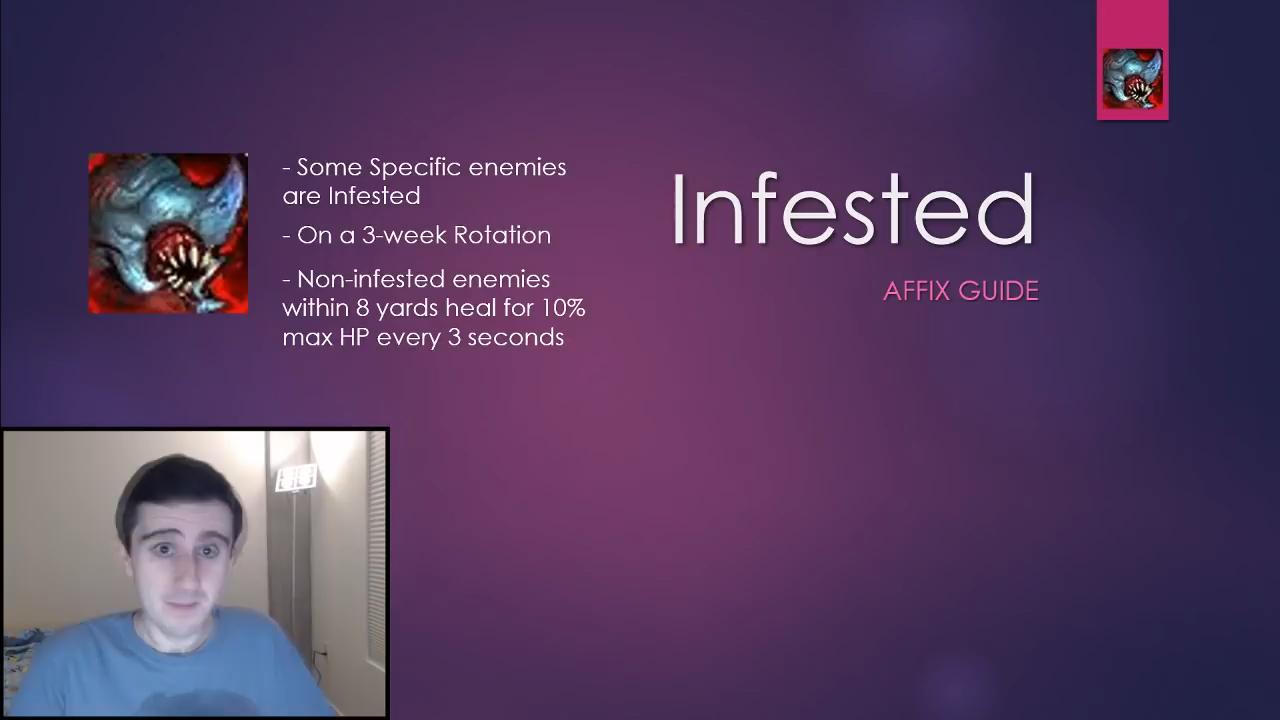 - Some Specific enemies
are Infested
- On a 3-week Rotation
- Non-infested enemies
within 8 yards heal for 10%
max HP every 3 seconds
Infested
AFFIX GUIDE